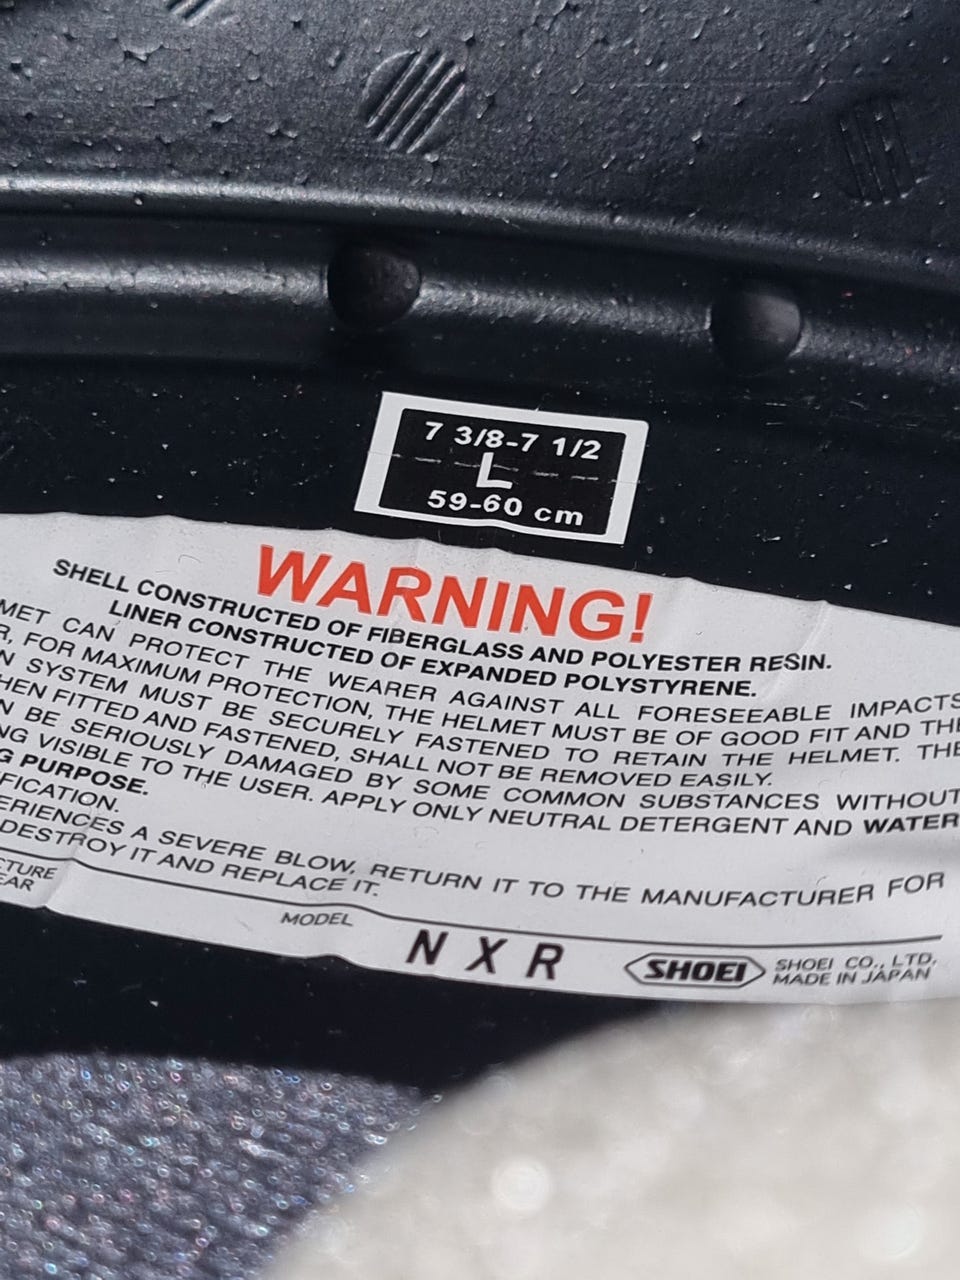 7 3/8-7 1/2
L
59-60 cm
WARNING!
SHELL CONSTRUCTED OF FIBERGLASS AND POLYESTER RESIN.
LINER CONSTRUCTED OF EXPANDED POLYSTYRENE.
MET CAN PROTECT THE WEARER AGAINST ALL FORESEEABLE IMPACTS
R, FOR MAXIMUM PROTECTION, THE HELMET MUST BE OF GOOD FIT AND THE
N SYSTEM MUST BE SECURELY FASTENED TO RETAIN THE HELMET. THE
HEN FITTED AND FASTENED, SHALL NOT BE REMOVED EASILY.
N BE SERIOUSLY DAMAGED BY SOME COMMON SUBSTANCES WITHOUT
NG VISIBLE TO THE USER. APPLY ONLY NEUTRAL DETERGENT AND WATER
G PURPOSE.
FICATION.
ERIENCES A SEVERE BLOW, RETURN IT TO THE MANUFACTURER FOR
DESTROY IT AND REPLACE IT.
CTURE
EAR
MODEL
NXR
SHOEI
SHOEI CO., LTD.
MADE IN JAPAN